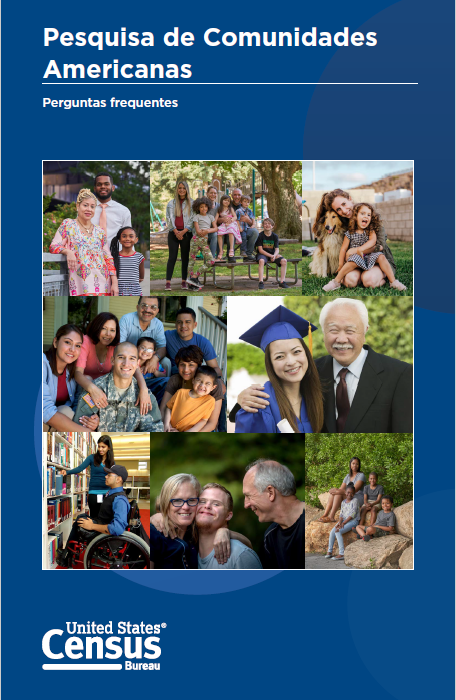 Pesquisa de Comunidades
Americanas
Perguntas frequentes
United States®
Census
Bureau